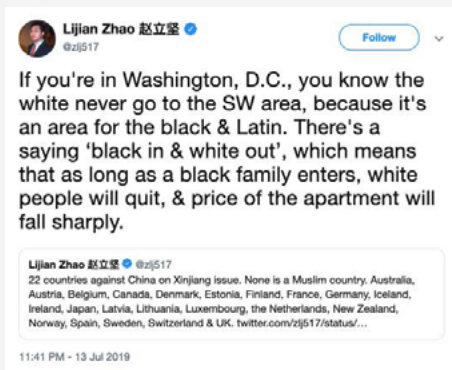 Lijian Zhao 赵立坚
@zlj517
Follow
If you're in Washington, D.C., you know the
white never go to the SW area, because it's
an area for the black & Latin. There's a
saying ‘black in & white out’, which means
that as long as a black family enters, white
people will quit, & price of the apartment will
fall sharply.
Lijian Zhao 赵立坚 @zlj517
22 countries against China on Xinjiang issue. None is a Muslim country. Australia,
Austria, Belgium, Canada, Denmark, Estonia, Finland, France, Germany, Iceland,
Ireland, Japan, Latvia, Lithuania, Luxembourg, the Netherlands, New Zealand,
Norway, Spain, Sweden, Switzerland & UK. twitter.com/zlj517/status/...
11:41 PM - 13 Jul 2019